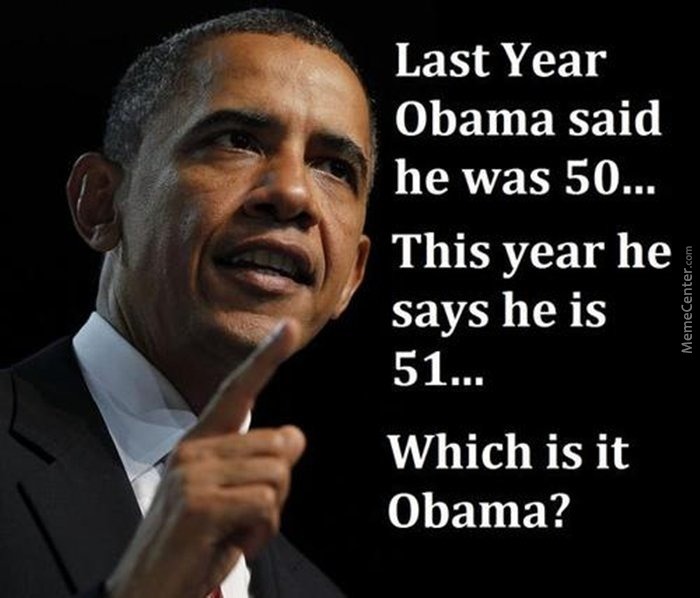 Last Year
Obama said
he was 50...
This year he
says he is
51...
Which is it
Obama?
MemeCenter.com